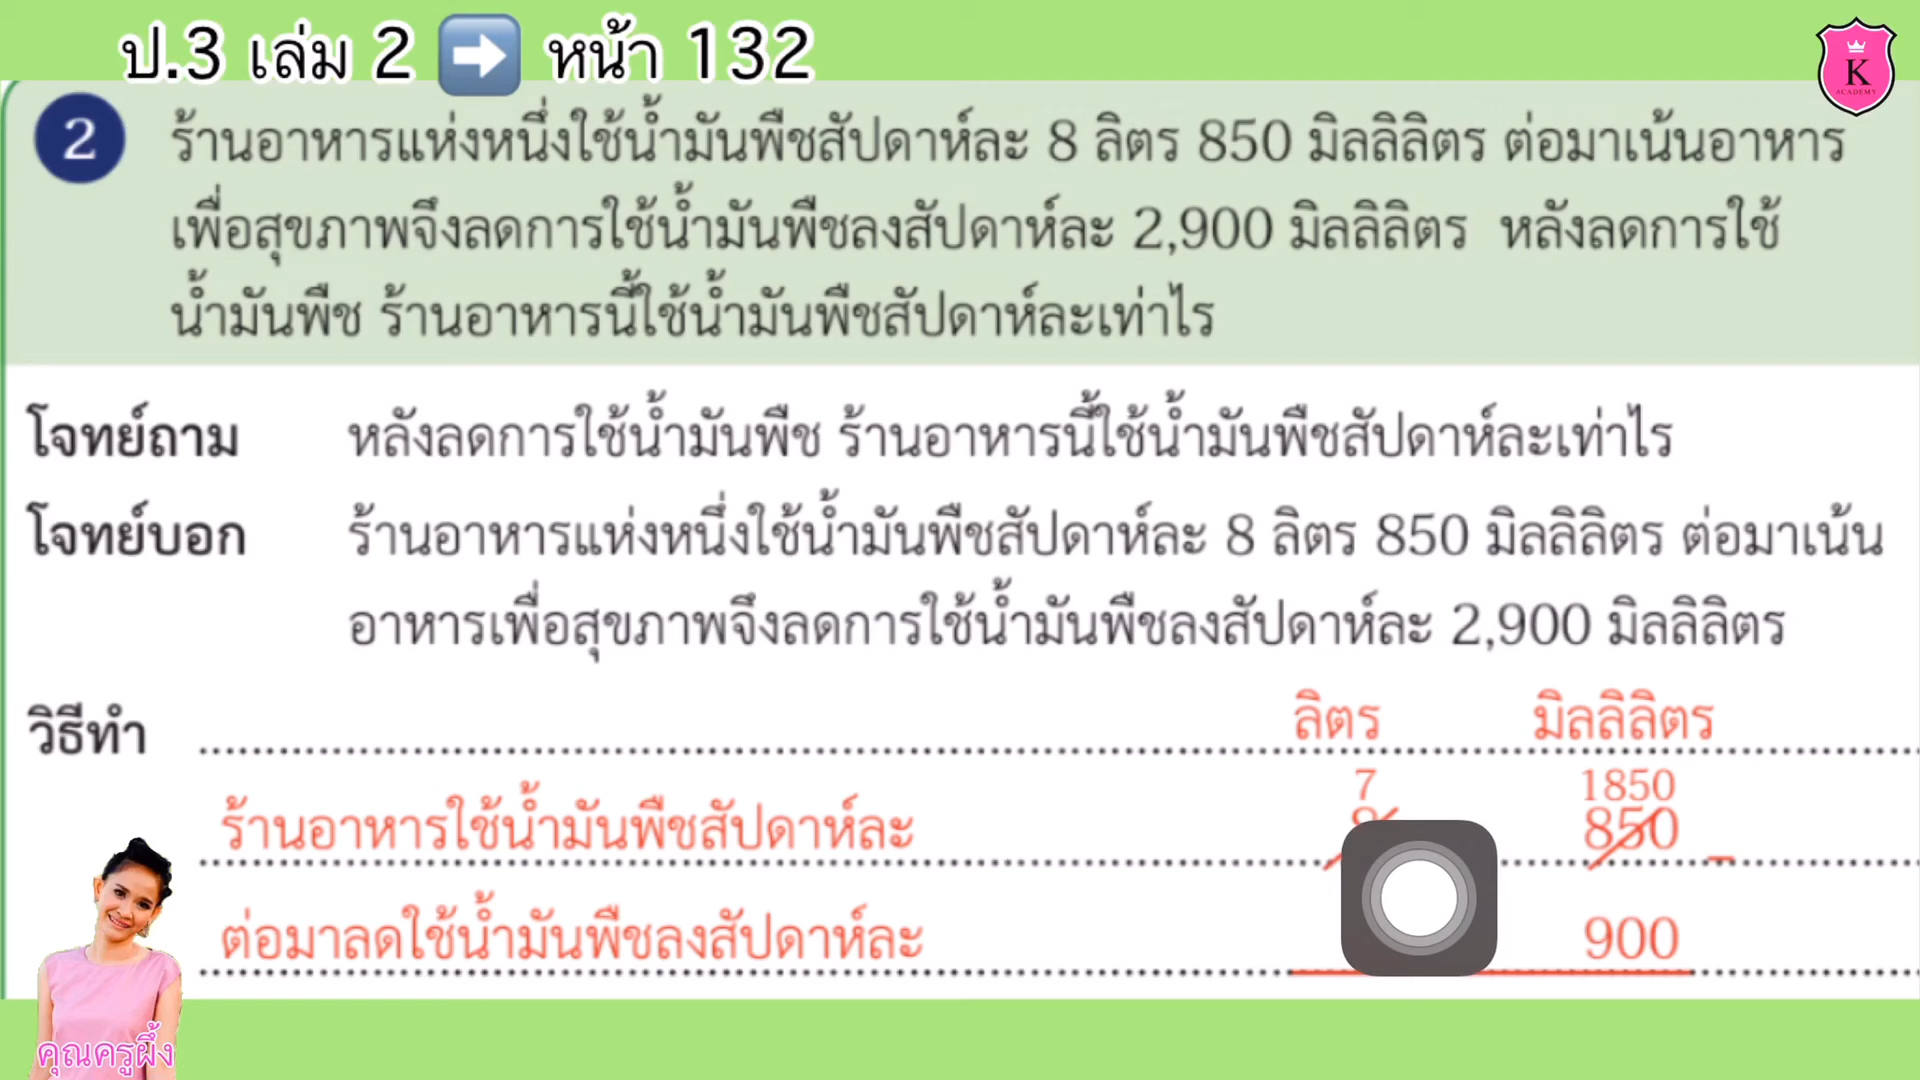 ป.3 เล่ม 2 ➡ หน้า 132
K
ACADEMY
2 ร้านอาหารแห่งหนึ่งใช้น้ำมันพืชสัปดาห์ละ 8 ลิตร 850 มิลลิลิตร ต่อมาเน้นอาหาร
เพื่อสุขภาพจึงลดการใช้น้ำมันพืชลงสัปดาห์ละ 2,900 มิลลิลิตร หลังลดการใช้
น้ำมันพืช ร้านอาหารนี้ใช้น้ำมันพืชสัปดาห์ละเท่าไร
โจทย์ถาม หลังลดการใช้น้ำมันพืช ร้านอาหารนี้ใช้น้ำมันพืชสัปดาห์ละเท่าไร
โจทย์บอก ร้านอาหารแห่งหนึ่งใช้น้ำมันพืชสัปดาห์ละ 8 ลิตร 850 มิลลิลิตร ต่อมาเน้น
อาหารเพื่อสุขภาพจึงลดการใช้น้ำมันพืชลงสัปดาห์ละ 2,900 มิลลิลิตร
วิธีทำ ลิตร มิลลิลิตร
7 1850
ร้านอาหารใช้น้ำมันพืชสัปดาห์ละ 850 –
ต่อมาลดใช้น้ำมันพืชลงสัปดาห์ละ 900
คุณครูผึ้ง